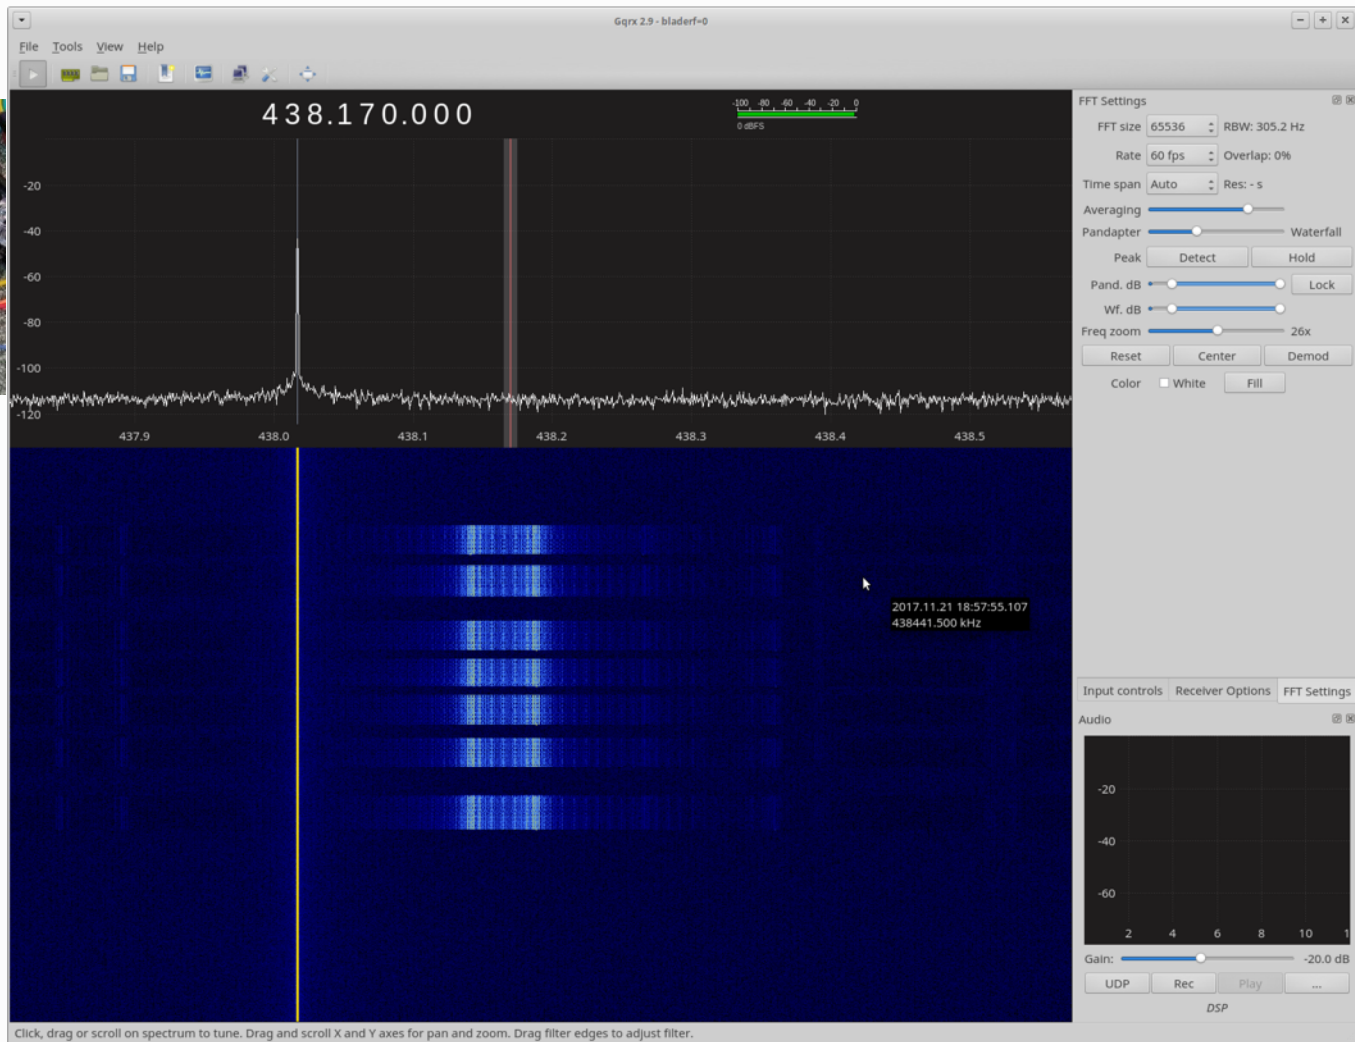 Gqrx 2.9 - bladerf=0
File Tools View Help
438.170.000
-100 -80 -60 -40 -20 0
0 dBFS
-20
-40
-60
-80
-100
-120
437.9 438.0 438.1 438.2 438.3 438.4 438.5
2017.11.21 18:57:55.107
438441.500 kHz
FFT Settings
FFT size 65536 RBW: 305.2 Hz
Rate 60 fps Overlap: 0%
Time span Auto Res: - s
Averaging
Pandapter Waterfall
Peak Detect Hold
Pand. dB Lock
Wf. dB
Freq zoom 26x
Reset Center Demod
Color White Fill
Input controls Receiver Options FFT Settings
Audio
-20
-40
-60
2 4 6 8 10 1
Gain: -20.0 dB
UDP Rec Play ...
DSP
Click, drag or scroll on spectrum to tune. Drag and scroll X and Y axes for pan and zoom. Drag filter edges to adjust filter.